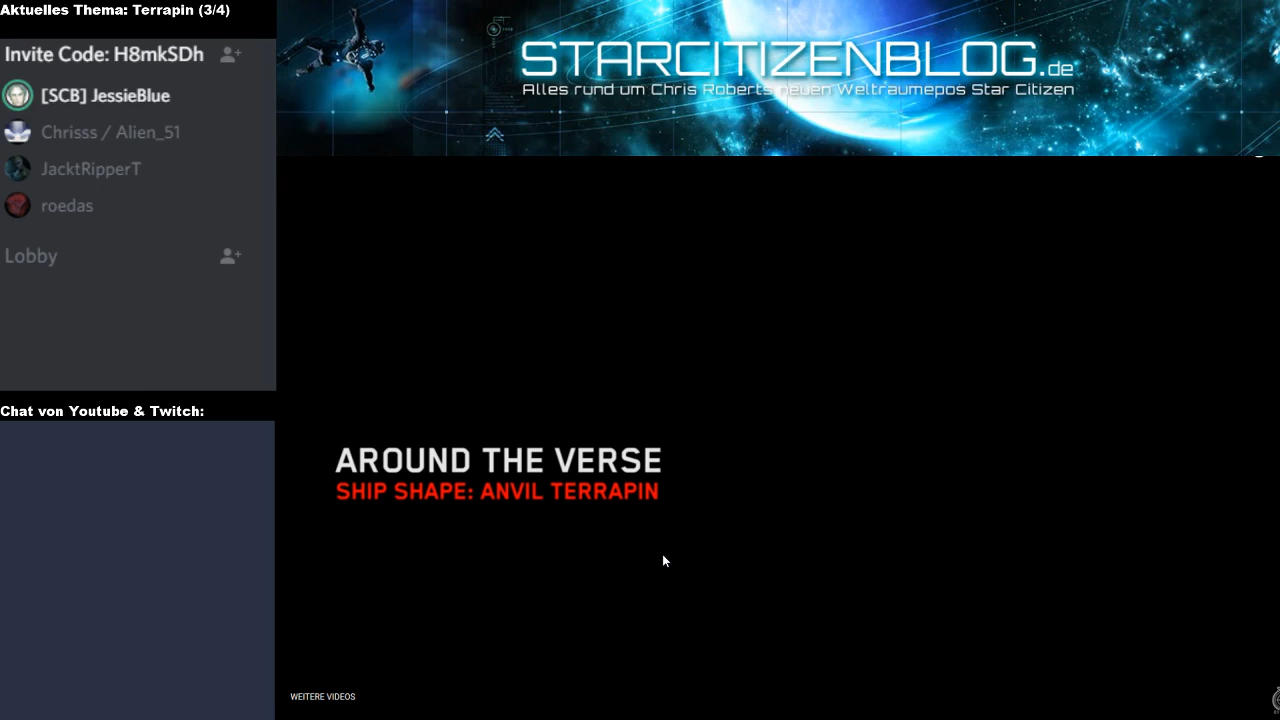 Aktuelles Thema: Terrapin (3/4)
Invite Code: H8mkSDh
[SCB] JessieBlue
Chrisss / Alien_51
JacktRipperT
roedas
Lobby
Chat von Youtube & Twitch:
STARCITIZENBLOG.de
Alles rund um Chris Roberts neuen Weltraumepos Star Citizen
AROUND THE VERSE
SHIP SHAPE: ANVIL TERRAPIN
WEITERE VIDEOS